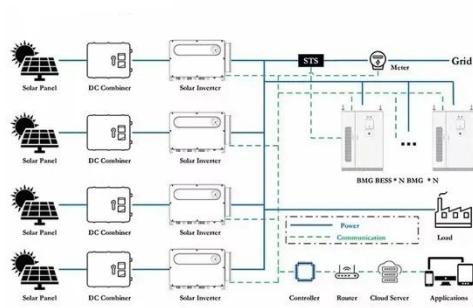 STS
Meter
Grid
Solar Panel DC Combiner Solar Inverter
Solar Panel DC Combiner Solar Inverter
BMG BESS * N BMG * N
Solar Panel DC Combiner Solar Inverter
Power
Communication
Load
Solar Panel DC Combiner Solar Inverter
Controller Router Cloud Server Application